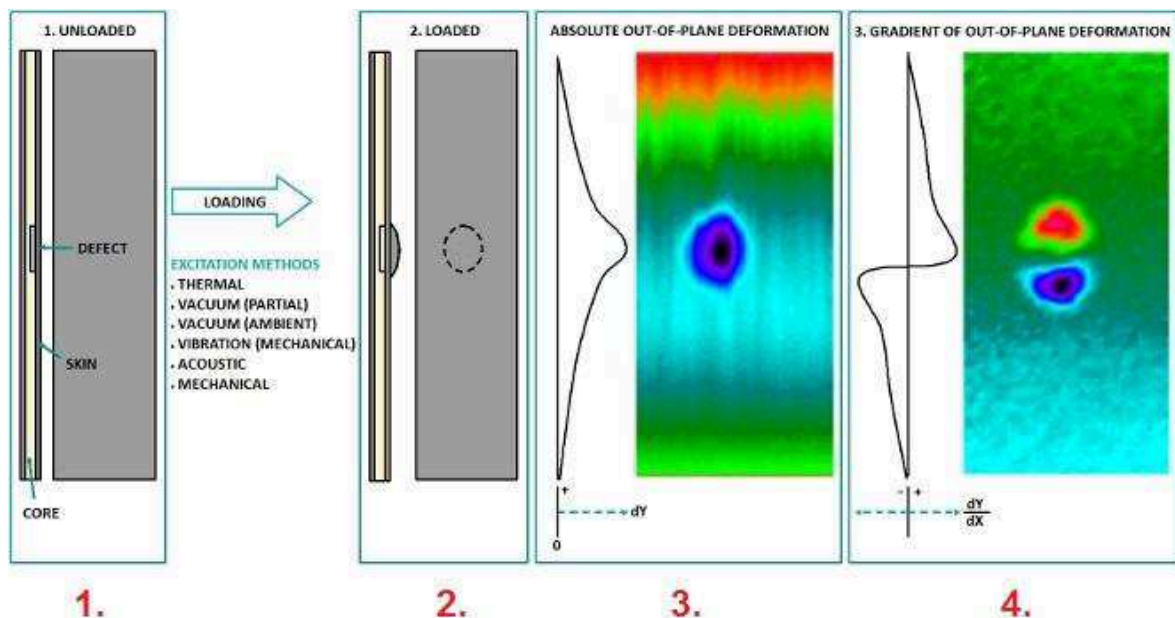 1. UNLOADED
DEFECT
SKIN
CORE
LOADING
EXCITATION METHODS
. THERMAL
. VACUUM (PARTIAL)
. VACUUM (AMBIENT)
. VIBRATION (MECHANICAL)
. ACOUSTIC
. MECHANICAL
2. LOADED
ABSOLUTE OUT-OF-PLANE DEFORMATION
+
dY
0
3. GRADIENT OF OUT-OF-PLANE DEFORMATION
- +
dY
dX
1.
2.
3.
4.